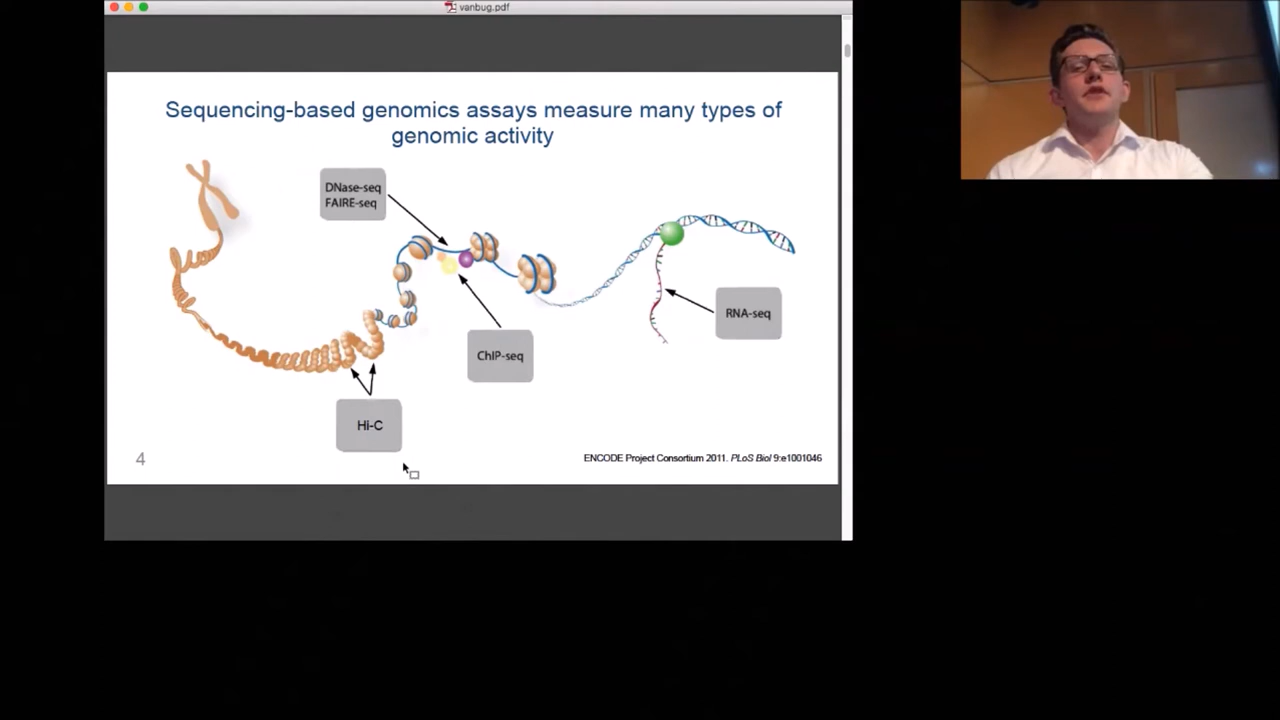 vanbug.pdf
Sequencing-based genomics assays measure many types of
genomic activity
DNase-seq
FAIRE-seq
RNA-seq
ChIP-seq
Hi-C
4
ENCODE Project Consortium 2011. PLoS Biol 9:e1001046